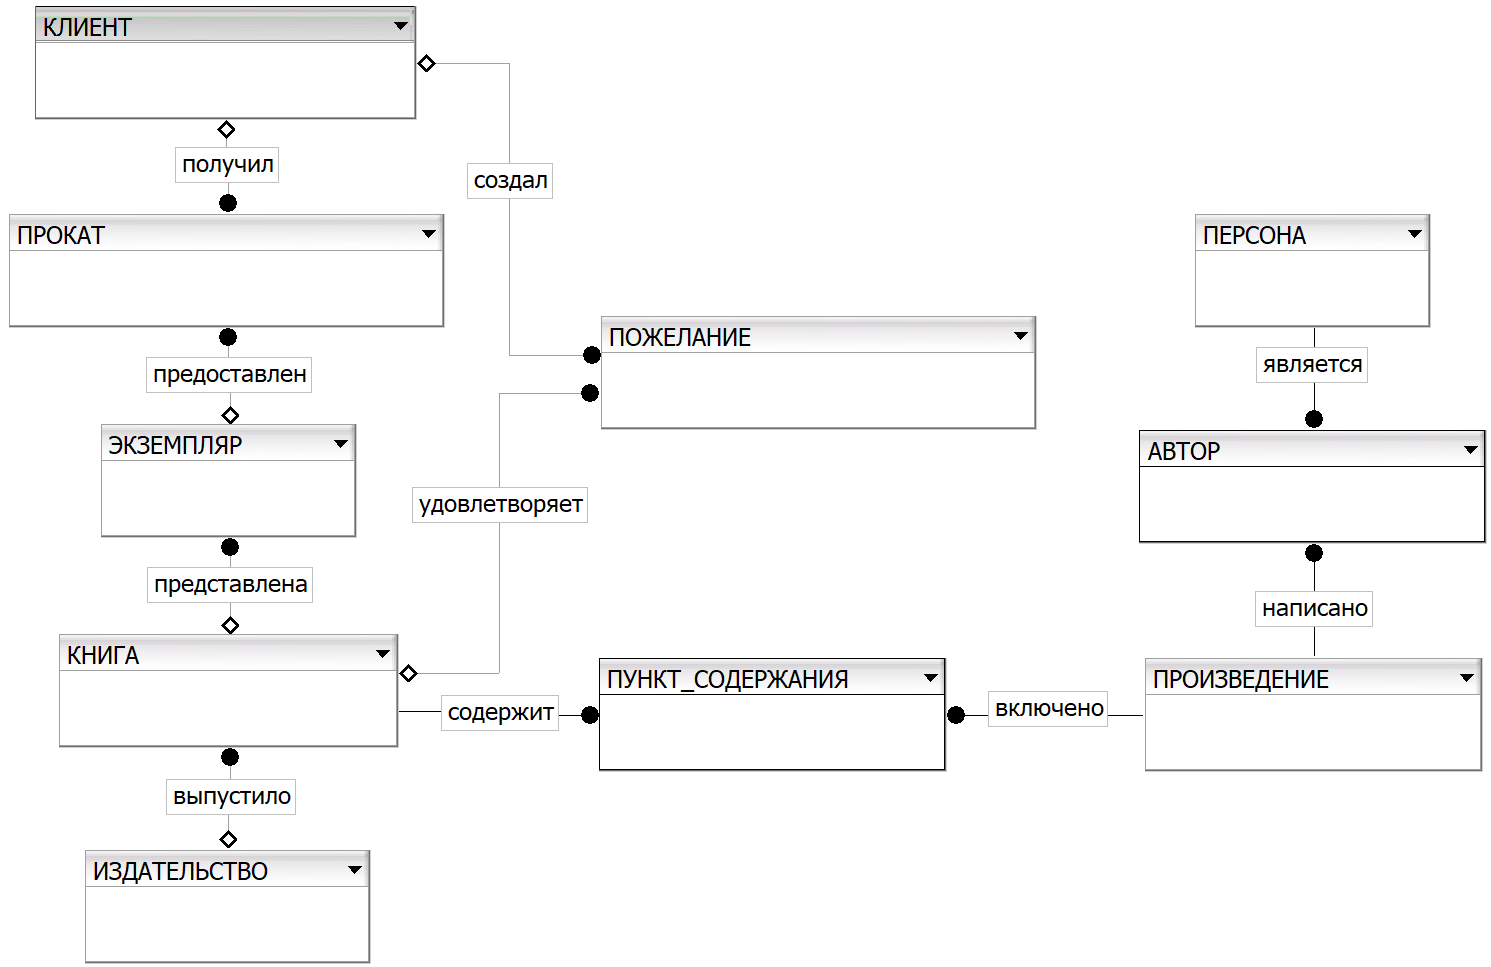 КЛИЕНТ
получил
создал
ПРОКАТ
ПЕРСОНА
ПОЖЕЛАНИЕ
является
предоставлен
ЭКЗЕМПЛЯР
АВТОР
удовлетворяет
представлена
написано
КНИГА
ПУНКТ_СОДЕРЖАНИЯ
ПРОИЗВЕДЕНИЕ
содержит
включено
выпустило
ИЗДАТЕЛЬСТВО